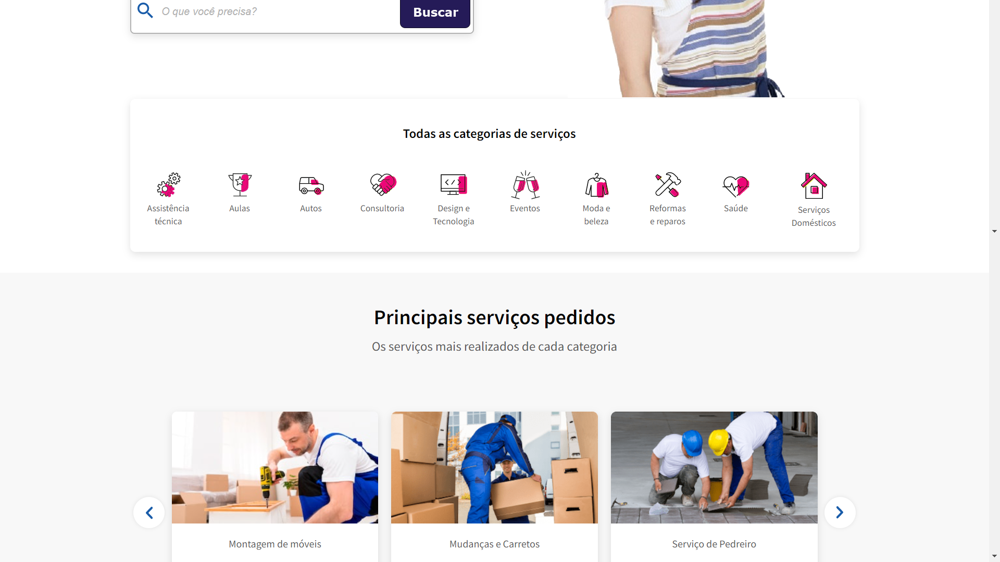 O que você precisa?
Buscar
Todas as categorias de serviços
Assistência
técnica
Aulas
Autos
Consultoria
Design e
Tecnologia
Eventos
Moda e
beleza
Reformas
e reparos
Saúde
Serviços
Domésticos
Principais serviços pedidos
Os serviços mais realizados de cada categoria
Montagem de móveis
Mudanças e Carretos
Serviço de Pedreiro